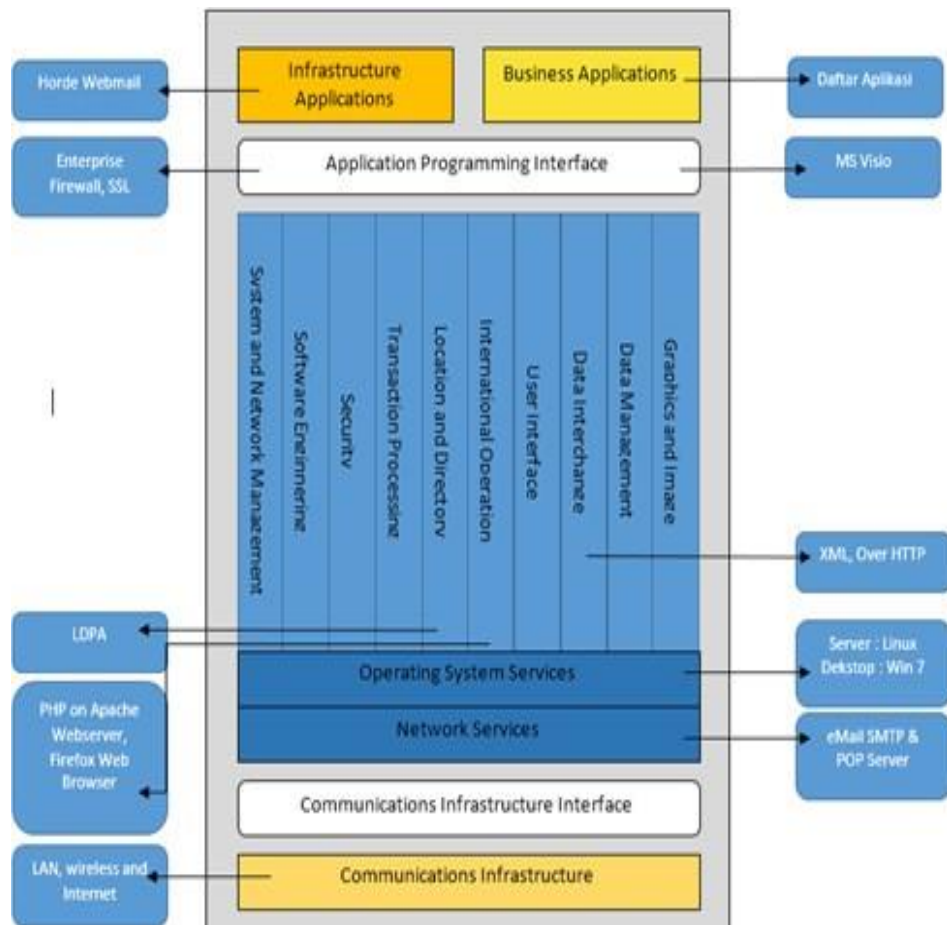 Infrastructure
Applications
Business Applications
Horde Webmail
Daftar Aplikasi
Application Programming Interface
Enterprise
Firewall, SSL
MS Visio
System and Network Management
Software Enginnering
Security
Transaction Processing
Location and Directory
International Operation
User Interface
Data Interchange
Data Management
Graphics and Image
XML, Over HTTP
LDPA
Server : Linux
Dekstop : Win 7
Operating System Services
PHP on Apache
Webserver,
Firefox Web
Browser
Network Services
eMail SMTP &
POP Server
Communications Infrastructure Interface
LAN, wireless and
Internet
Communications Infrastructure